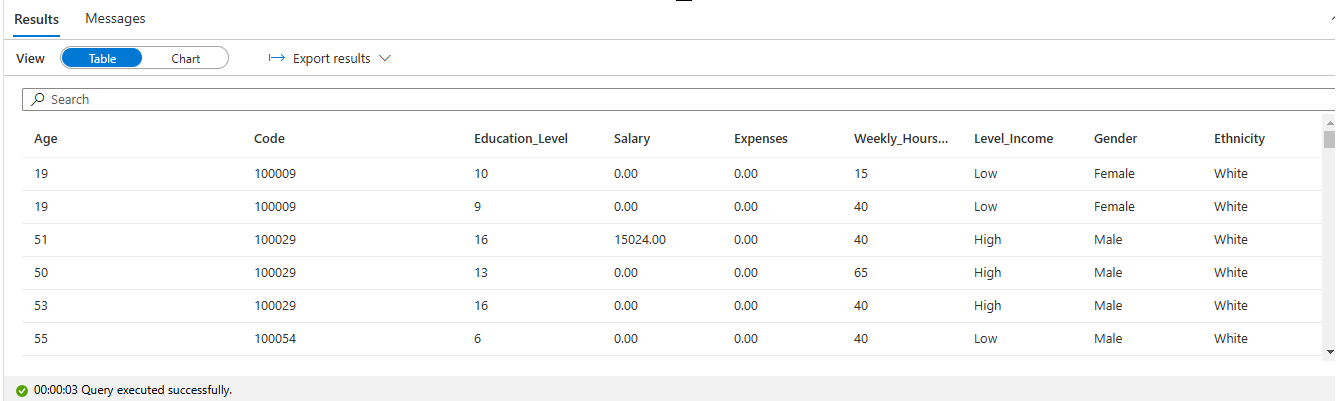 Results Messages
View Table Chart Export results
Search
Age Code Education_Level Salary Expenses Weekly_Hours... Level_Income Gender Ethnicity
19 100009 10 0.00 0.00 15 Low Female White
19 100009 9 0.00 0.00 40 Low Female White
51 100029 16 15024.00 0.00 40 High Male White
50 100029 13 0.00 0.00 65 High Male White
53 100029 16 0.00 0.00 40 High Male White
55 100054 6 0.00 0.00 40 Low Male White
00:00:03 Query executed successfully.